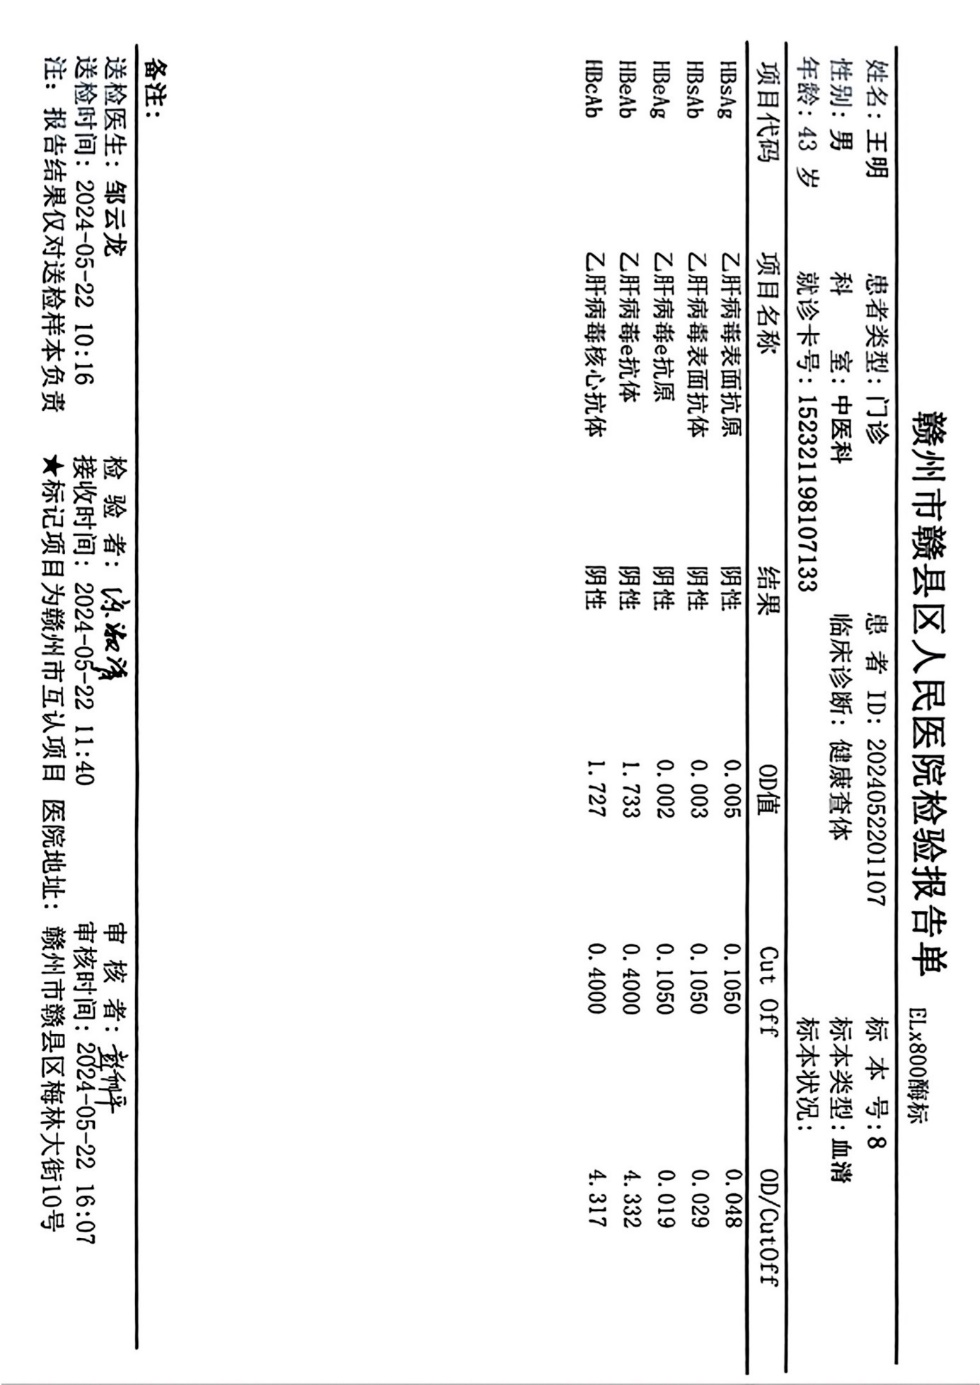 赣州市赣县区人民医院检验报告单 ELx800酶标
姓名：王明 患者类型：门诊 患 者 ID：2024052201107 标 本 号：8
性别：男 科 室：中医科 临床诊断：健康查体 标本类型：血清
年龄：43 岁 就诊卡号：152321198107133 标本状况：
项目代码 项目名称 结果 OD值 Cut Off OD/CutOff
HBsAg 乙肝病毒表面抗原 阴性 0.005 0.1050 0.048
HBsAb 乙肝病毒表面抗体 阴性 0.003 0.1050 0.029
HBeAg 乙肝病毒e抗原 阴性 0.002 0.1050 0.019
HBeAb 乙肝病毒e抗体 阴性 1.733 0.4000 4.332
HBcAb 乙肝病毒核心抗体 阴性 1.727 0.4000 4.317
备注：
送检医生：邹云龙 检 验 者： 审 核 者：
送检时间：2024-05-22 10:16 接收时间：2024-05-22 11:40 审核时间：2024-05-22 16:07
注：报告结果仅对送检样本负责 ★标记项目为赣州市互认项目 医院地址：赣州市赣县区梅林大街10号